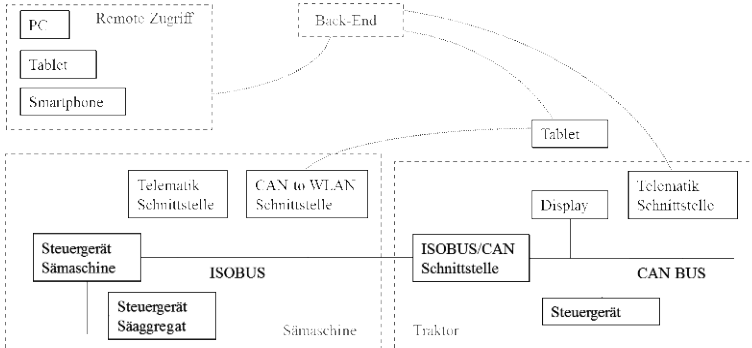 PC
Remote Zugriff
Tablet
Smartphone
Back-End
Tablet
Telematik
Schnittstelle
CAN to WLAN
Schnittstelle
Display
Telematik
Schnittstelle
Steuergerät
Sämaschine
ISOBUS
ISOBUS/CAN
Schnittstelle
CAN BUS
Steuergerät
Säaggregat
Sämaschine
Traktor
Steuergerät